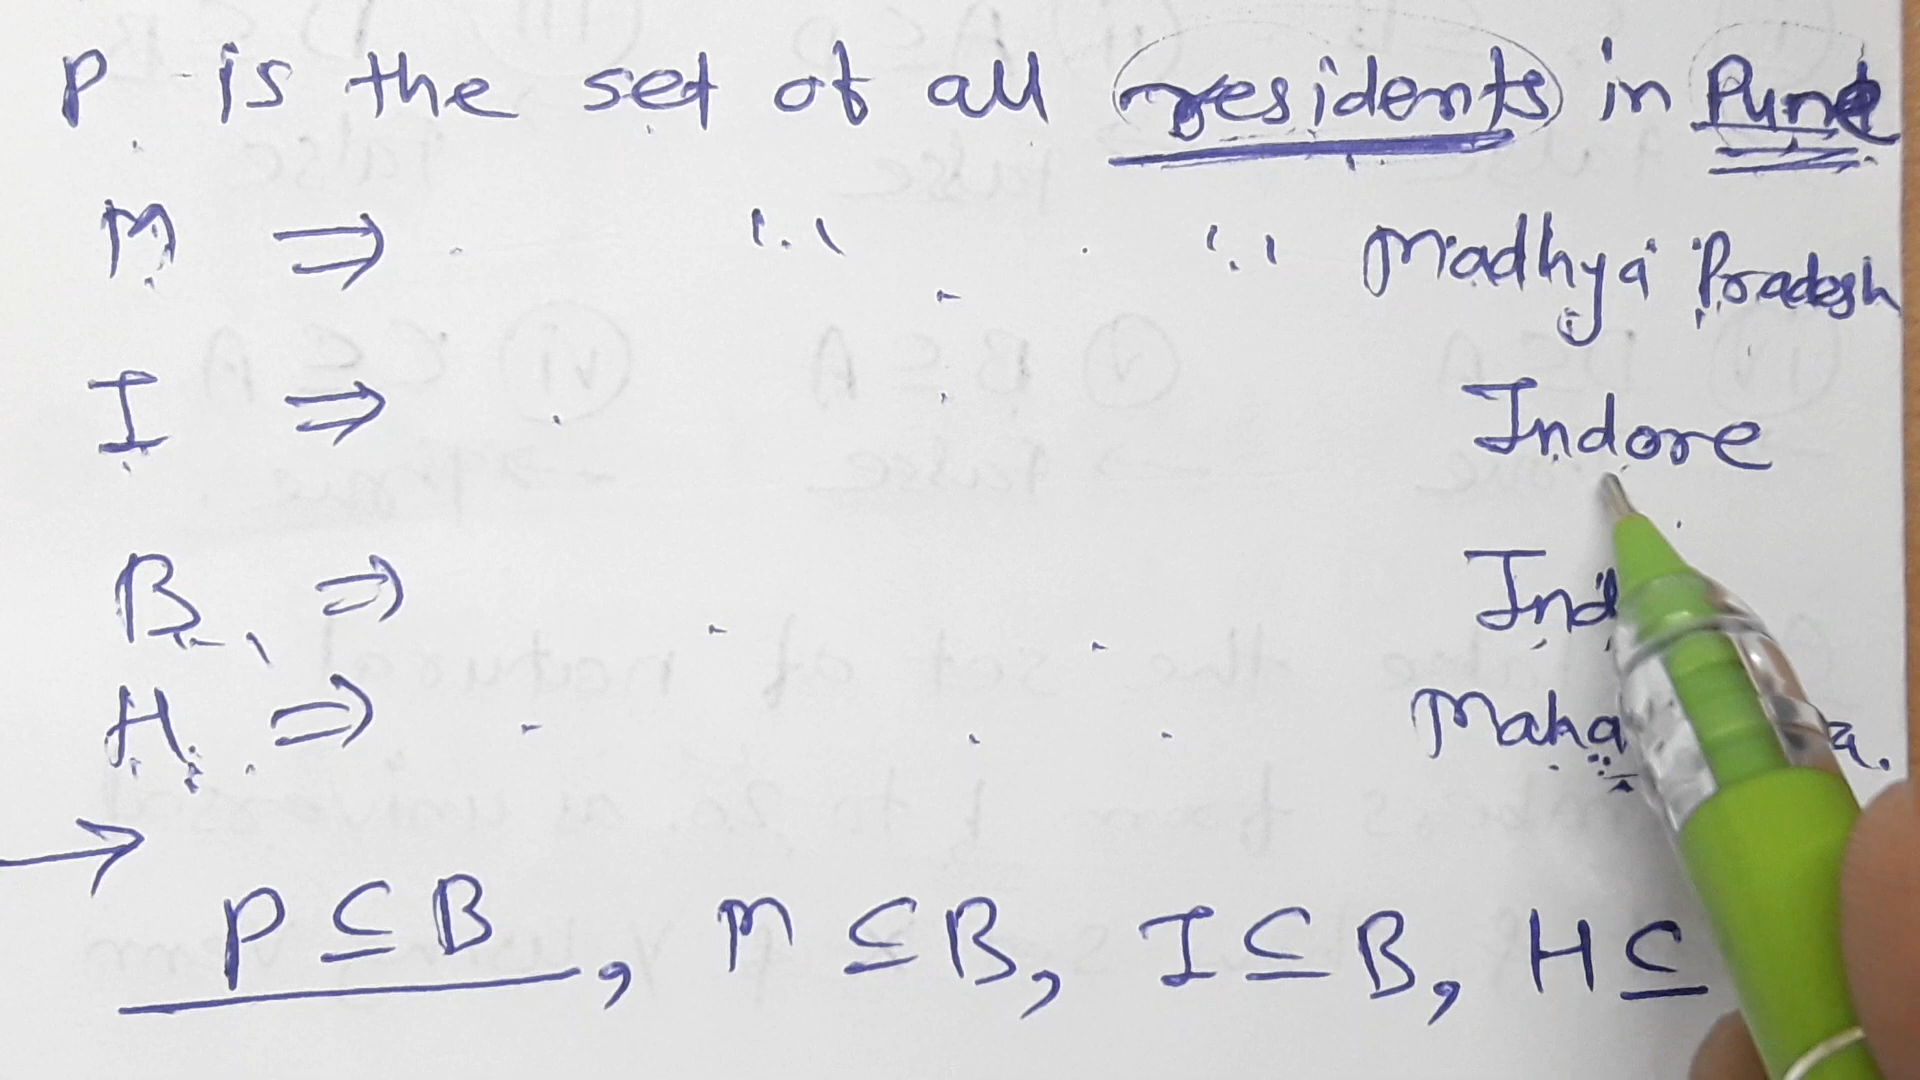 P is the set of all residents in Pune
M ⇒ " " Madhya Pradesh
I ⇒ Indore
B ⇒ Ind
H ⇒ Maha a.
→
P ⊆ B, M ⊆ B, I ⊆ B, H ⊆